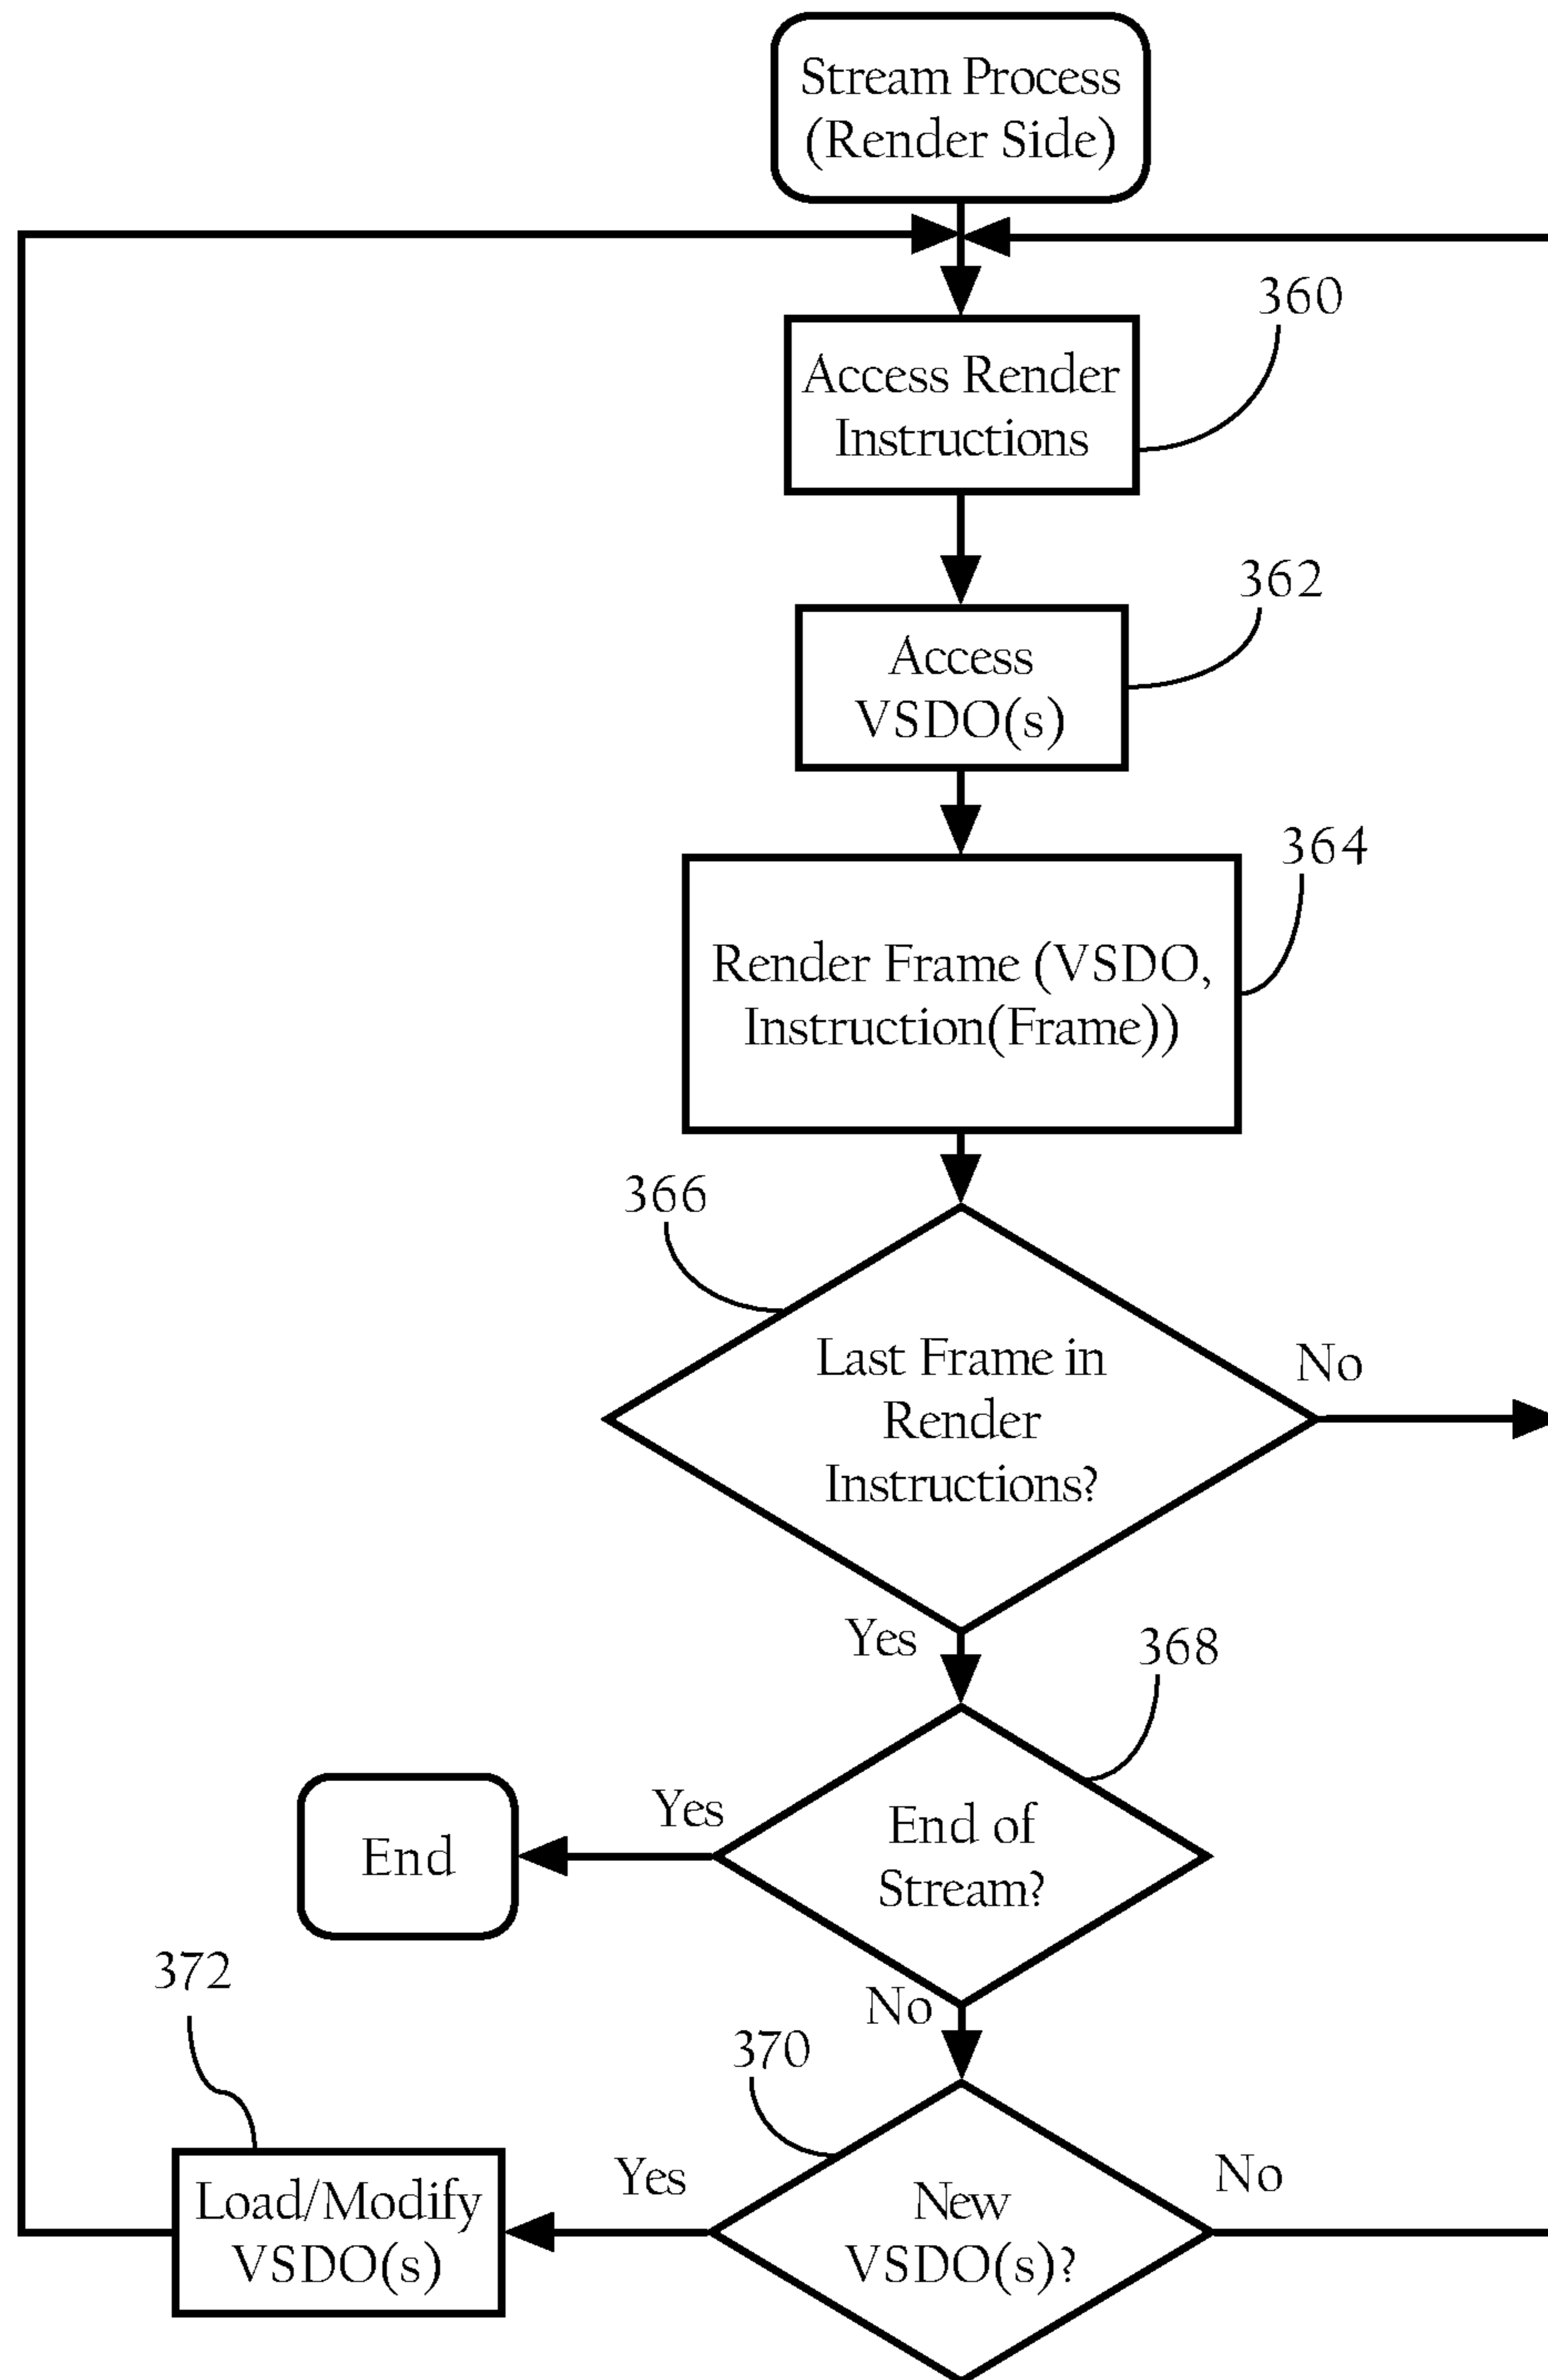 Stream Process
(Render Side)
360
Access Render
Instructions
362
Access
VSDO(s)
364
Render Frame (VSDO,
Instruction(Frame))
366
Last Frame in
Render
Instructions?
No
Yes
368
End of
Stream?
Yes
End
No
372
370
New
VSDO(s)?
Yes
No
Load/Modify
VSDO(s)